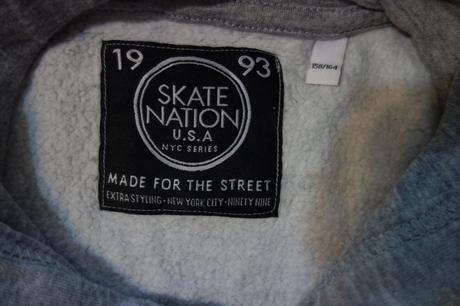 19 93
SKATE
NATION
U.S.A
NYC SERIES
MADE FOR THE STREET
EXTRA STYLING • NEW YORK CITY • NINETY NINE
158/164